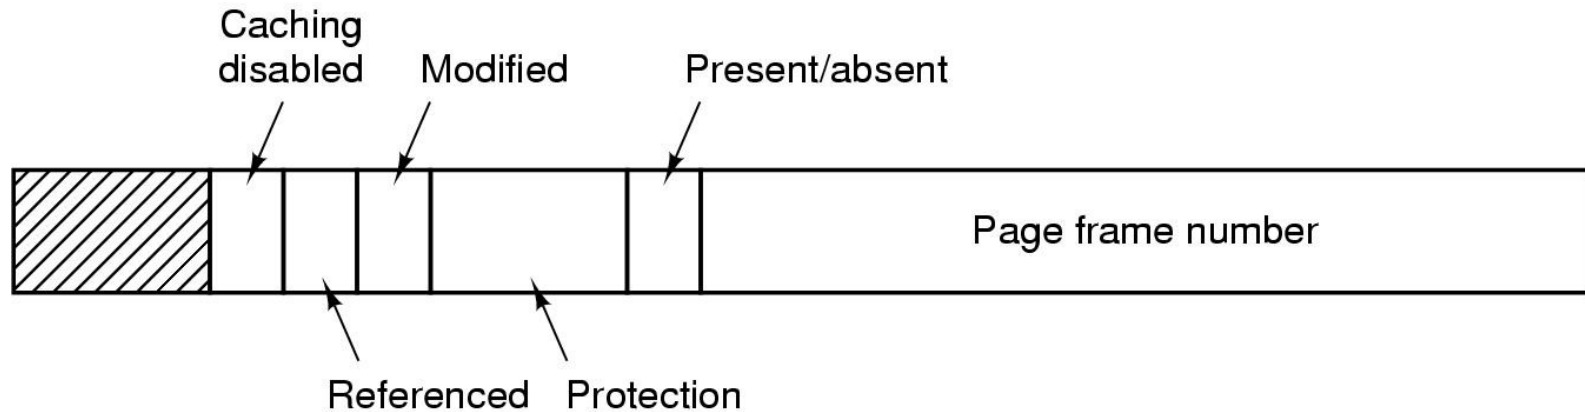 Caching
disabled
Modified
Present/absent
Page frame number
Referenced
Protection